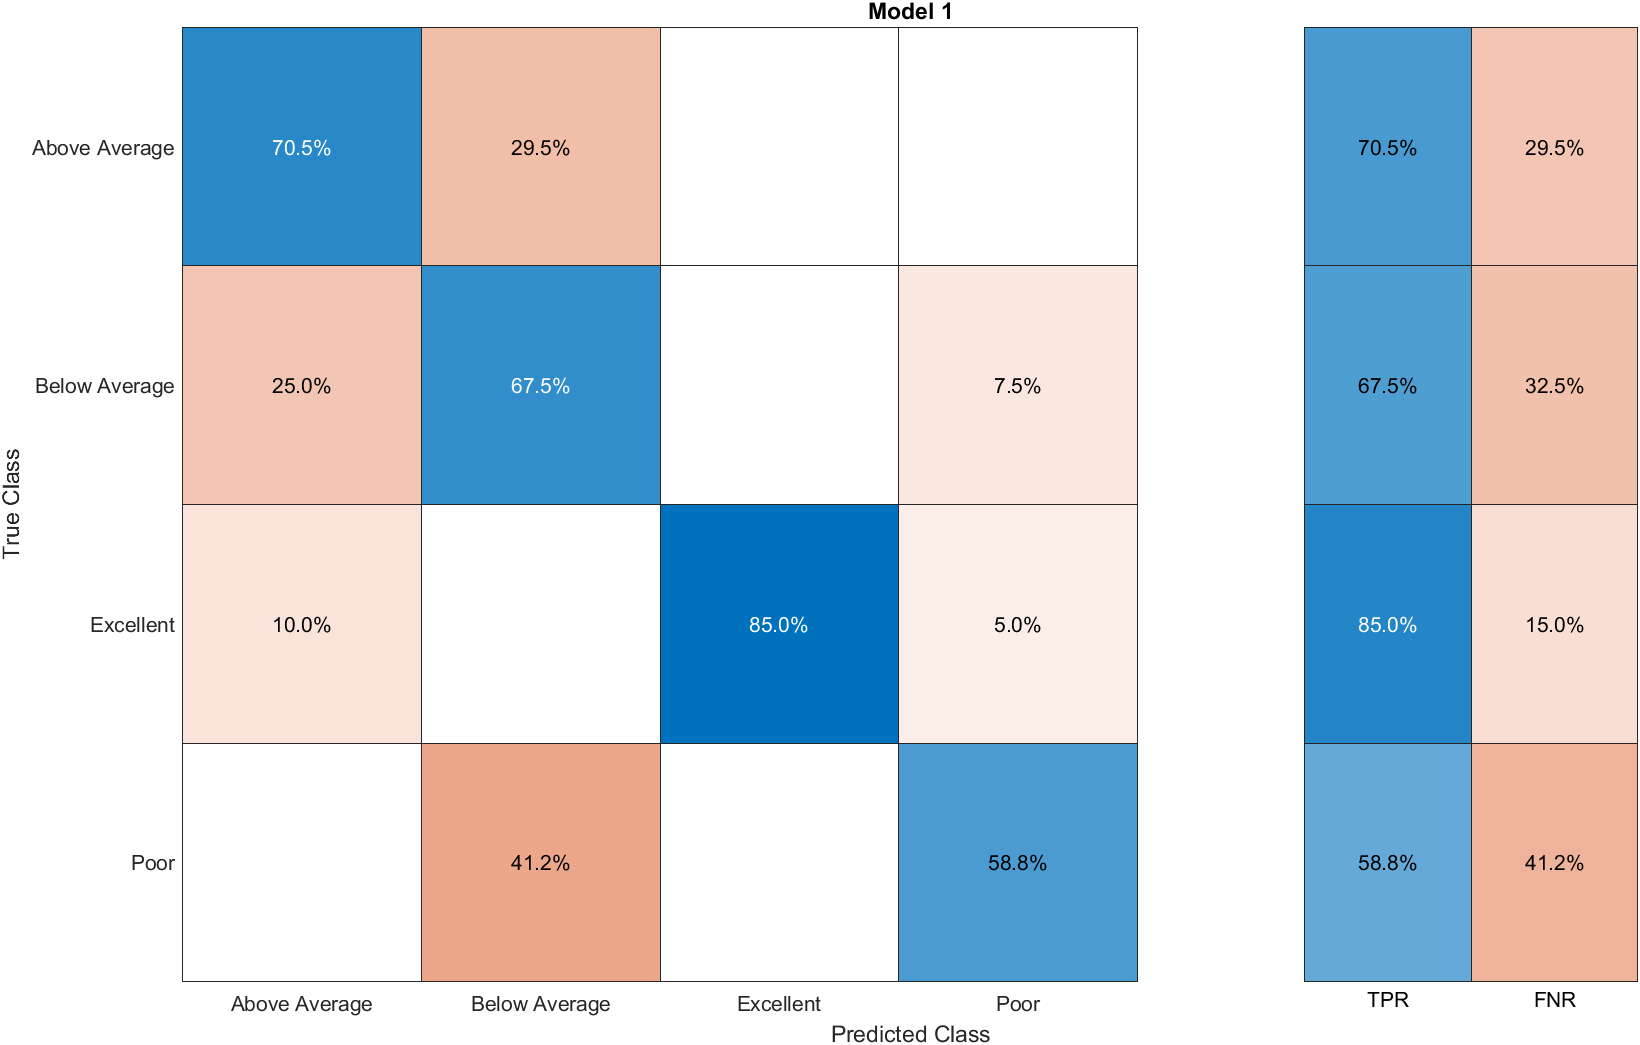 Model 1
Above Average 70.5% 29.5% 70.5% 29.5%
Below Average 25.0% 67.5% 7.5% 67.5% 32.5%
True Class
Excellent 10.0% 85.0% 5.0% 85.0% 15.0%
Poor 41.2% 58.8% 58.8% 41.2%
Above Average Below Average Excellent Poor TPR FNR
Predicted Class